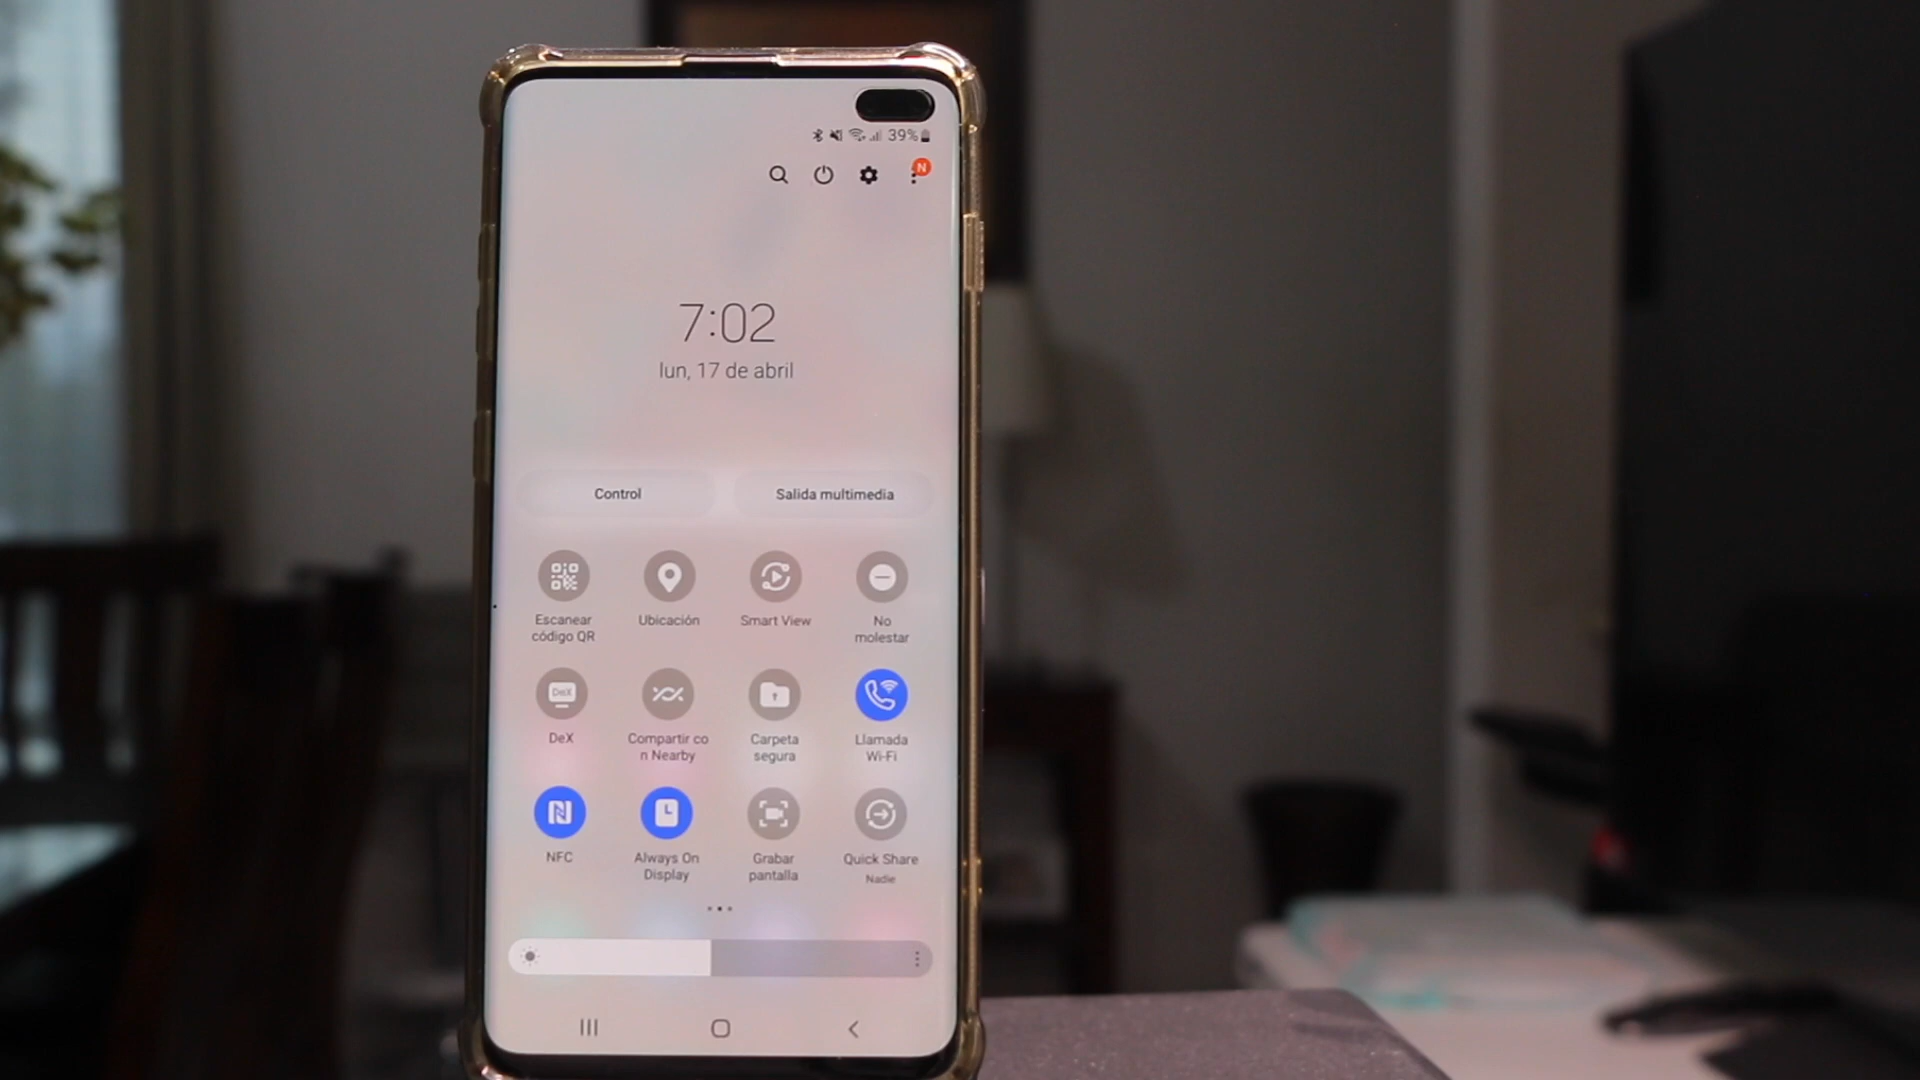 39%
N
7:02
lun, 17 de abril
Control
Salida multimedia
Escanear
código QR
Ubicación
Smart View
No
molestar
DeX
DeX
Compartir co
n Nearby
Carpeta
segura
Llamada
Wi-Fi
NFC
Always On
Display
Grabar
pantalla
Quick Share
Nadie